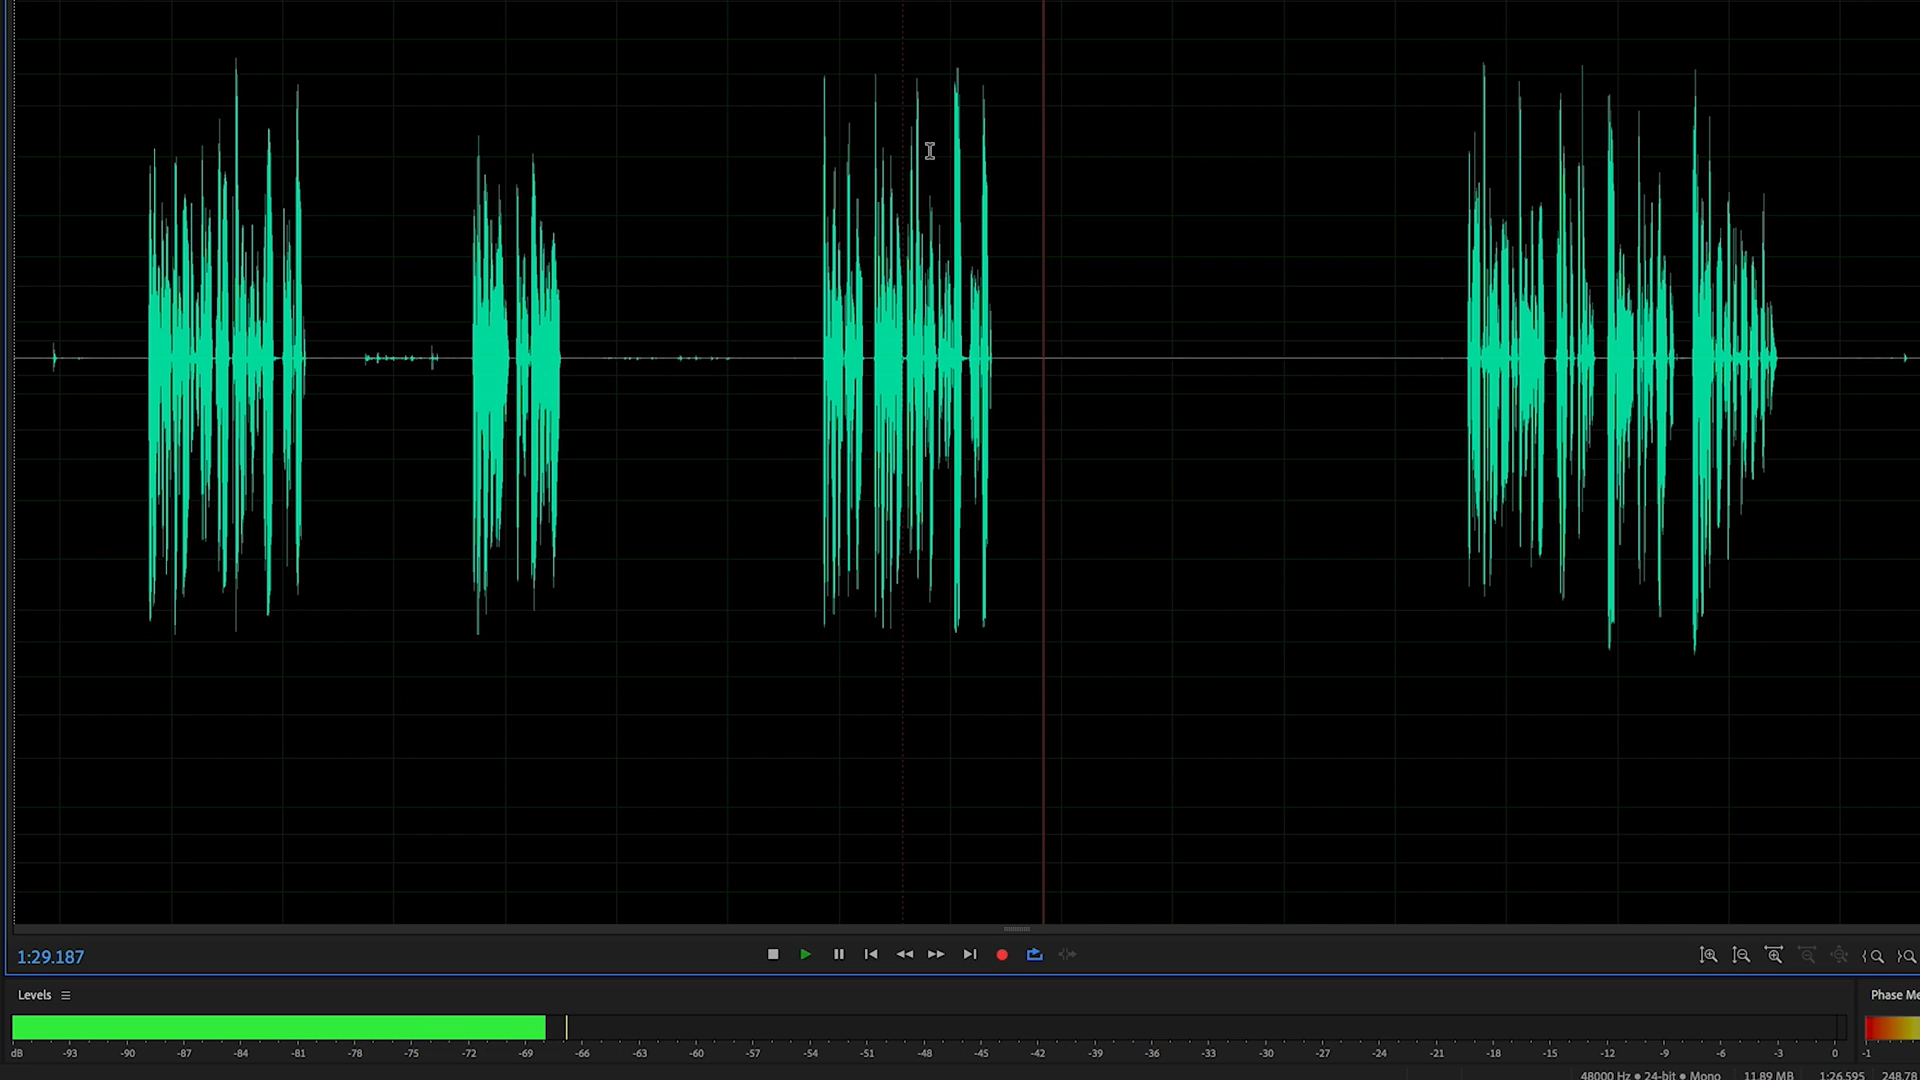 1:29.187
Levels
Phase Me
dB -93 -90 -87 -84 -81 -78 -75 -72 -69 -66 -63 -60 -57 -54 -51 -48 -45 -42 -39 -36 -33 -30 -27 -24 -21 -18 -15 -12 -9 -6 -3 0 -1
48000 Hz ● 24-bit ● Mono 11.89 MB 1:26.595 248.78